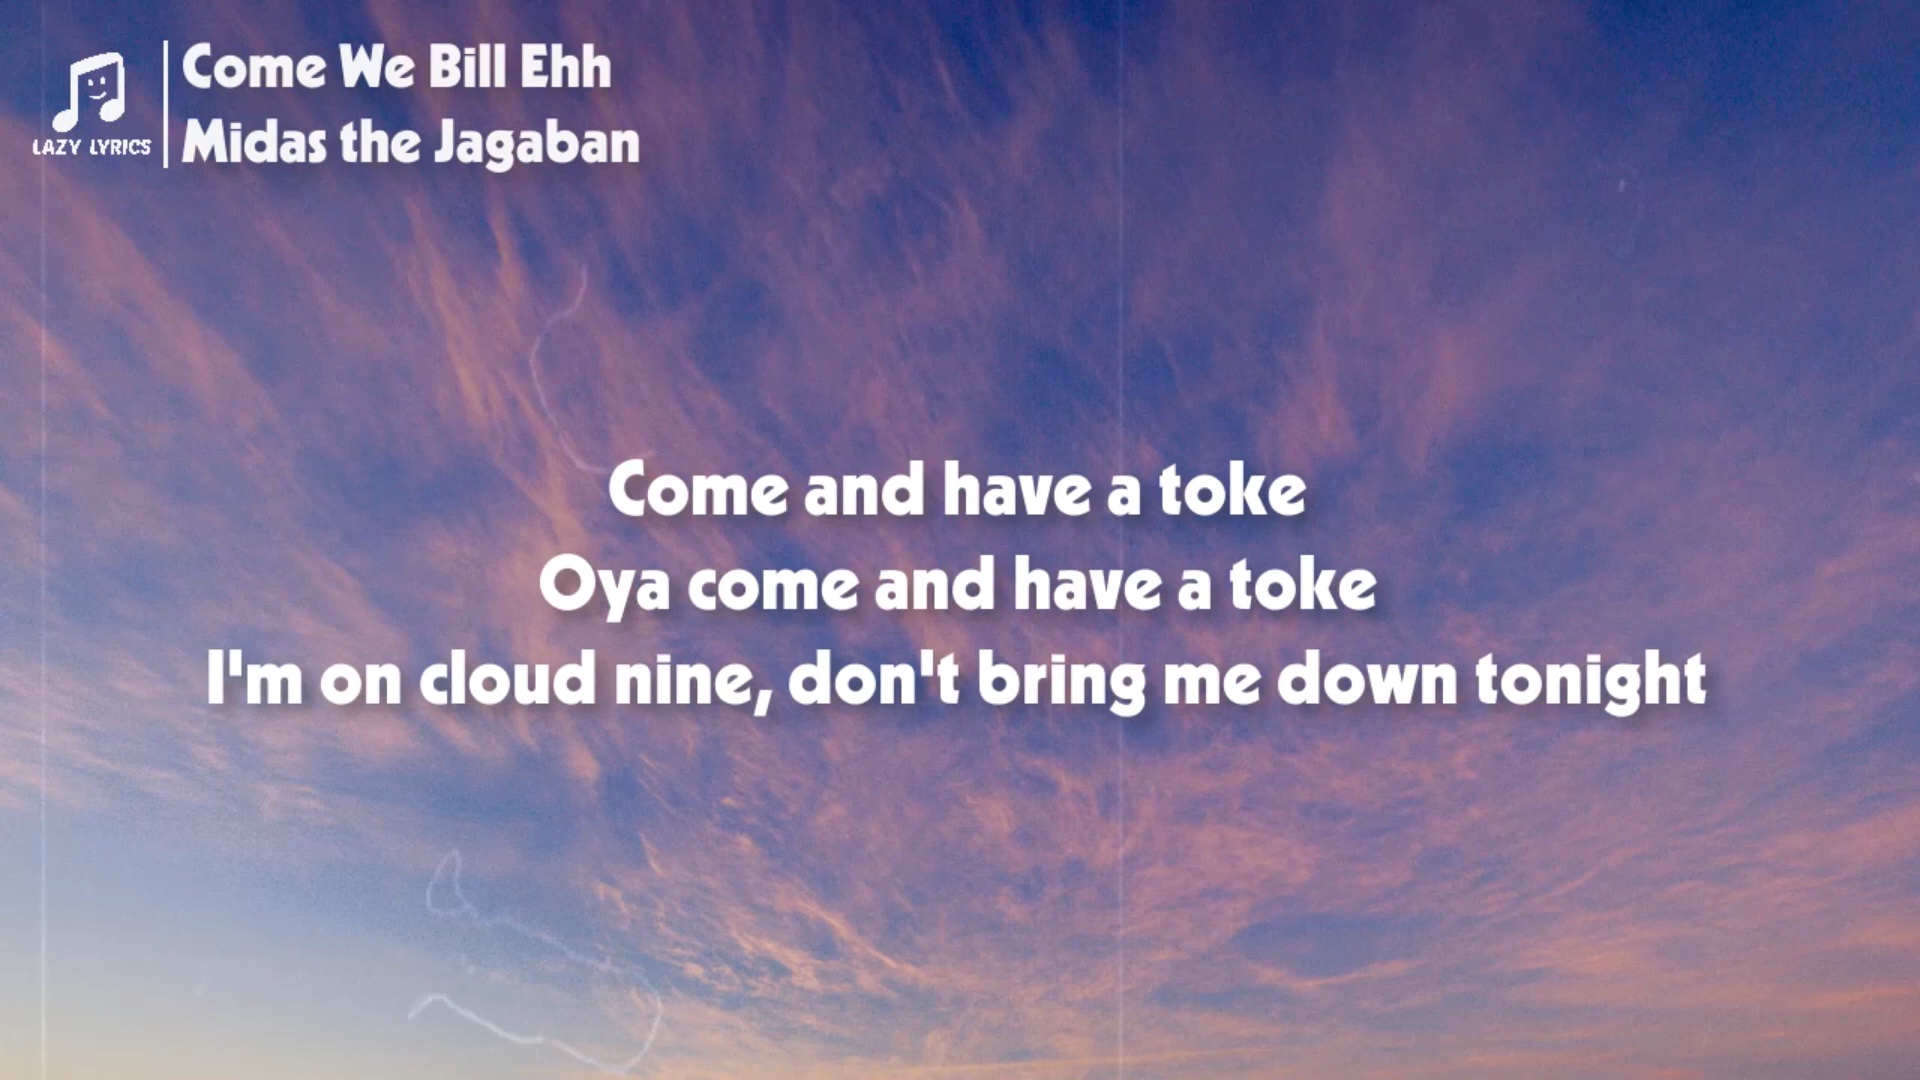 Come We Bill Ehh
Midas the Jagaban
LAZY LYRICS
Come and have a toke
Oya come and have a toke
I'm on cloud nine, don't bring me down tonight